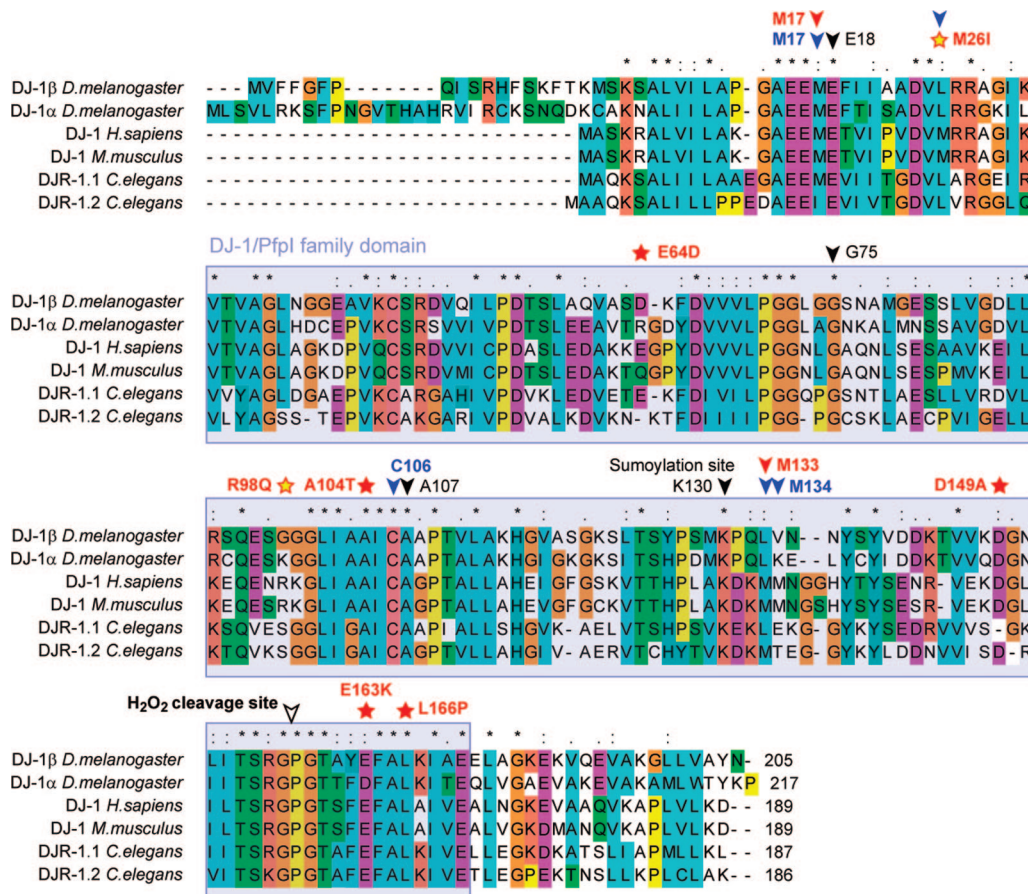 M17
M17 E18 M26I
* **::* * *** * ** *  :
DJ-1β D.melanogaster ---MVFFGFP--------QISRHFSKFTKMSKSALVILAP-GAEEMEFIIAADVLRRAGIK
DJ-1α D.melanogaster MLSVLRKSFPNGVTHAHRVIRCKSNQDKCAKNALIILAP-GAEEMEFTISADVLRRGKIL
DJ-1 H.sapiens ----------------------------MASKRALVILAK-GAEEMETVIPVDVMRRAGIK
DJ-1 M.musculus ----------------------------MASKRALVILAK-GAEEMETVIPVDVMRRAGIK
DJR-1.1 C.elegans ----------------------------MAQKSALIILAAEGAEEMEVIITGDVLARGEIR
DJR-1.2 C.elegans ---------------------------MAAQKSALILLPPEDAEEIEVIVTGDVLVRGGLQ
DJ-1/PfpI family domain E64D G75
DJ-1β D.melanogaster VTVAGLNGGEAVKCSRDVQILPDTSLAQVASD-KFDVVVLPGGLGGSNAMGESSLVGDLL
DJ-1α D.melanogaster VTVAGLHDCEPVKCSRSVVIVPDTSLEEAVTRGDYDVVVLPGGLAGNKALMNSSAVGDVL
DJ-1 H.sapiens VTVAGLAGKDPVQCSRDVVICPDASLEDAKKEGPYDVVVLPGGNLGAQNLSESAAVKEIL
DJ-1 M.musculus VTVAGLAGKDPVQCSRDVMICPDTSLEDAKTQGPYDVVVLPGGNLGAQNLSESPMVKEIL
DJR-1.1 C.elegans VVYAGLDGAEPVKCARGAHIVPDVKLEDVETE-KFDIVILPGGQPGSNTLAESLLVRDVL
DJR-1.2 C.elegans VLYAGSS-TEPVKCAKGARIVPDVALKDVKN-KTFDIIIIPGG-PGCSKLAECPVIGELL
R98Q A104T C106 A107 Sumoylation site K130 M133 M134 D149A
DJ-1β D.melanogaster RSQESGGGLIAAICAAPTVLAKHGVASGKSLTSYPSMKPQLVN--NYSYVDDKTVVKDGN
DJ-1α D.melanogaster RCQESGGGLIAAICAAPTVLAKHGIGKGKSITSHPDMKPQLKE--LYCYIDDKTVVQDGN
DJ-1 H.sapiens KEQENRKGLIAAICAGPTALLAHEIGFGSKVTTHPLAKDKMMNGGHYTYSENR-VEKDGL
DJ-1 M.musculus KEQESRKGLIAAICAGPTALLAHEVGFGCKVTTHPLAKDKMMNGSHYSYSESR-VEKDGL
DJR-1.1 C.elegans KSQVESGGLIGAICAAPIALLSHGVK-AELVTSHPSVKEKLEKG-GYKYSEDRVVVS-GK
DJR-1.2 C.elegans KTQVKSGGLIGAICAGPTVLLAHGIV-AERVTCHYTVKDKMTEG-GYKYLDDNVVISD-R
H2O2 cleavage site E163K L166P
DJ-1β D.melanogaster LITSRGPGTAYEFALKIAEELAGKEKVQEVAKGLLVAYN- 205
DJ-1α D.melanogaster IITSRGPGTTFDFALKITEQLVGAEVAKEVAKAMLWTYKP 217
DJ-1 H.sapiens ILTSRGPGTSFEFALAIVEALNGKEVAAQVKAPLVLKD-- 189
DJ-1 M.musculus ILTSRGPGTSFEFALAIVEALVGKDMANQVKAPLVLKD-- 189
DJR-1.1 C.elegans IITSRGPGTAFEFALKIVELLEGKDKATSLIAPMLLKL-- 187
DJR-1.2 C.elegans VITSKGPGTAFEFALKIVETLEGPEKTNSLLKPLCLAK-- 186